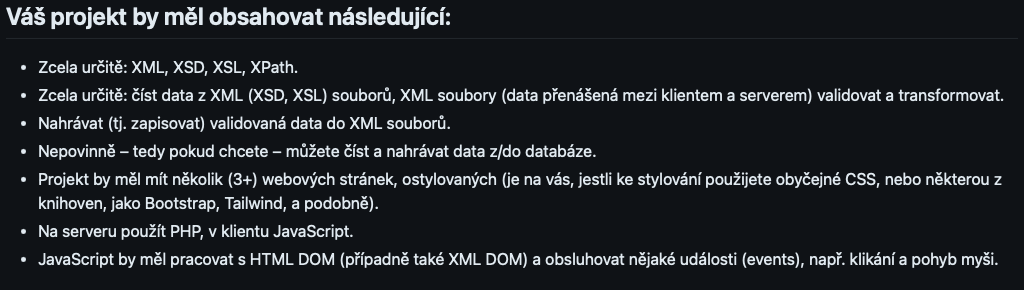 Váš projekt by měl obsahovat následující:
• Zcela určitě: XML, XSD, XSL, XPath.
• Zcela určitě: číst data z XML (XSD, XSL) souborů, XML soubory (data přenášená mezi klientem a serverem) validovat a transformovat.
• Nahrávat (tj. zapisovat) validovaná data do XML souborů.
• Nepovinně – tedy pokud chcete – můžete číst a nahrávat data z/do databáze.
• Projekt by měl mít několik (3+) webových stránek, ostylovaných (je na vás, jestli ke stylování použijete obyčejné CSS, nebo některou z
knihoven, jako Bootstrap, Tailwind, a podobně).
• Na serveru použít PHP, v klientu JavaScript.
• JavaScript by měl pracovat s HTML DOM (případně také XML DOM) a obsluhovat nějaké události (events), např. klikání a pohyb myši.